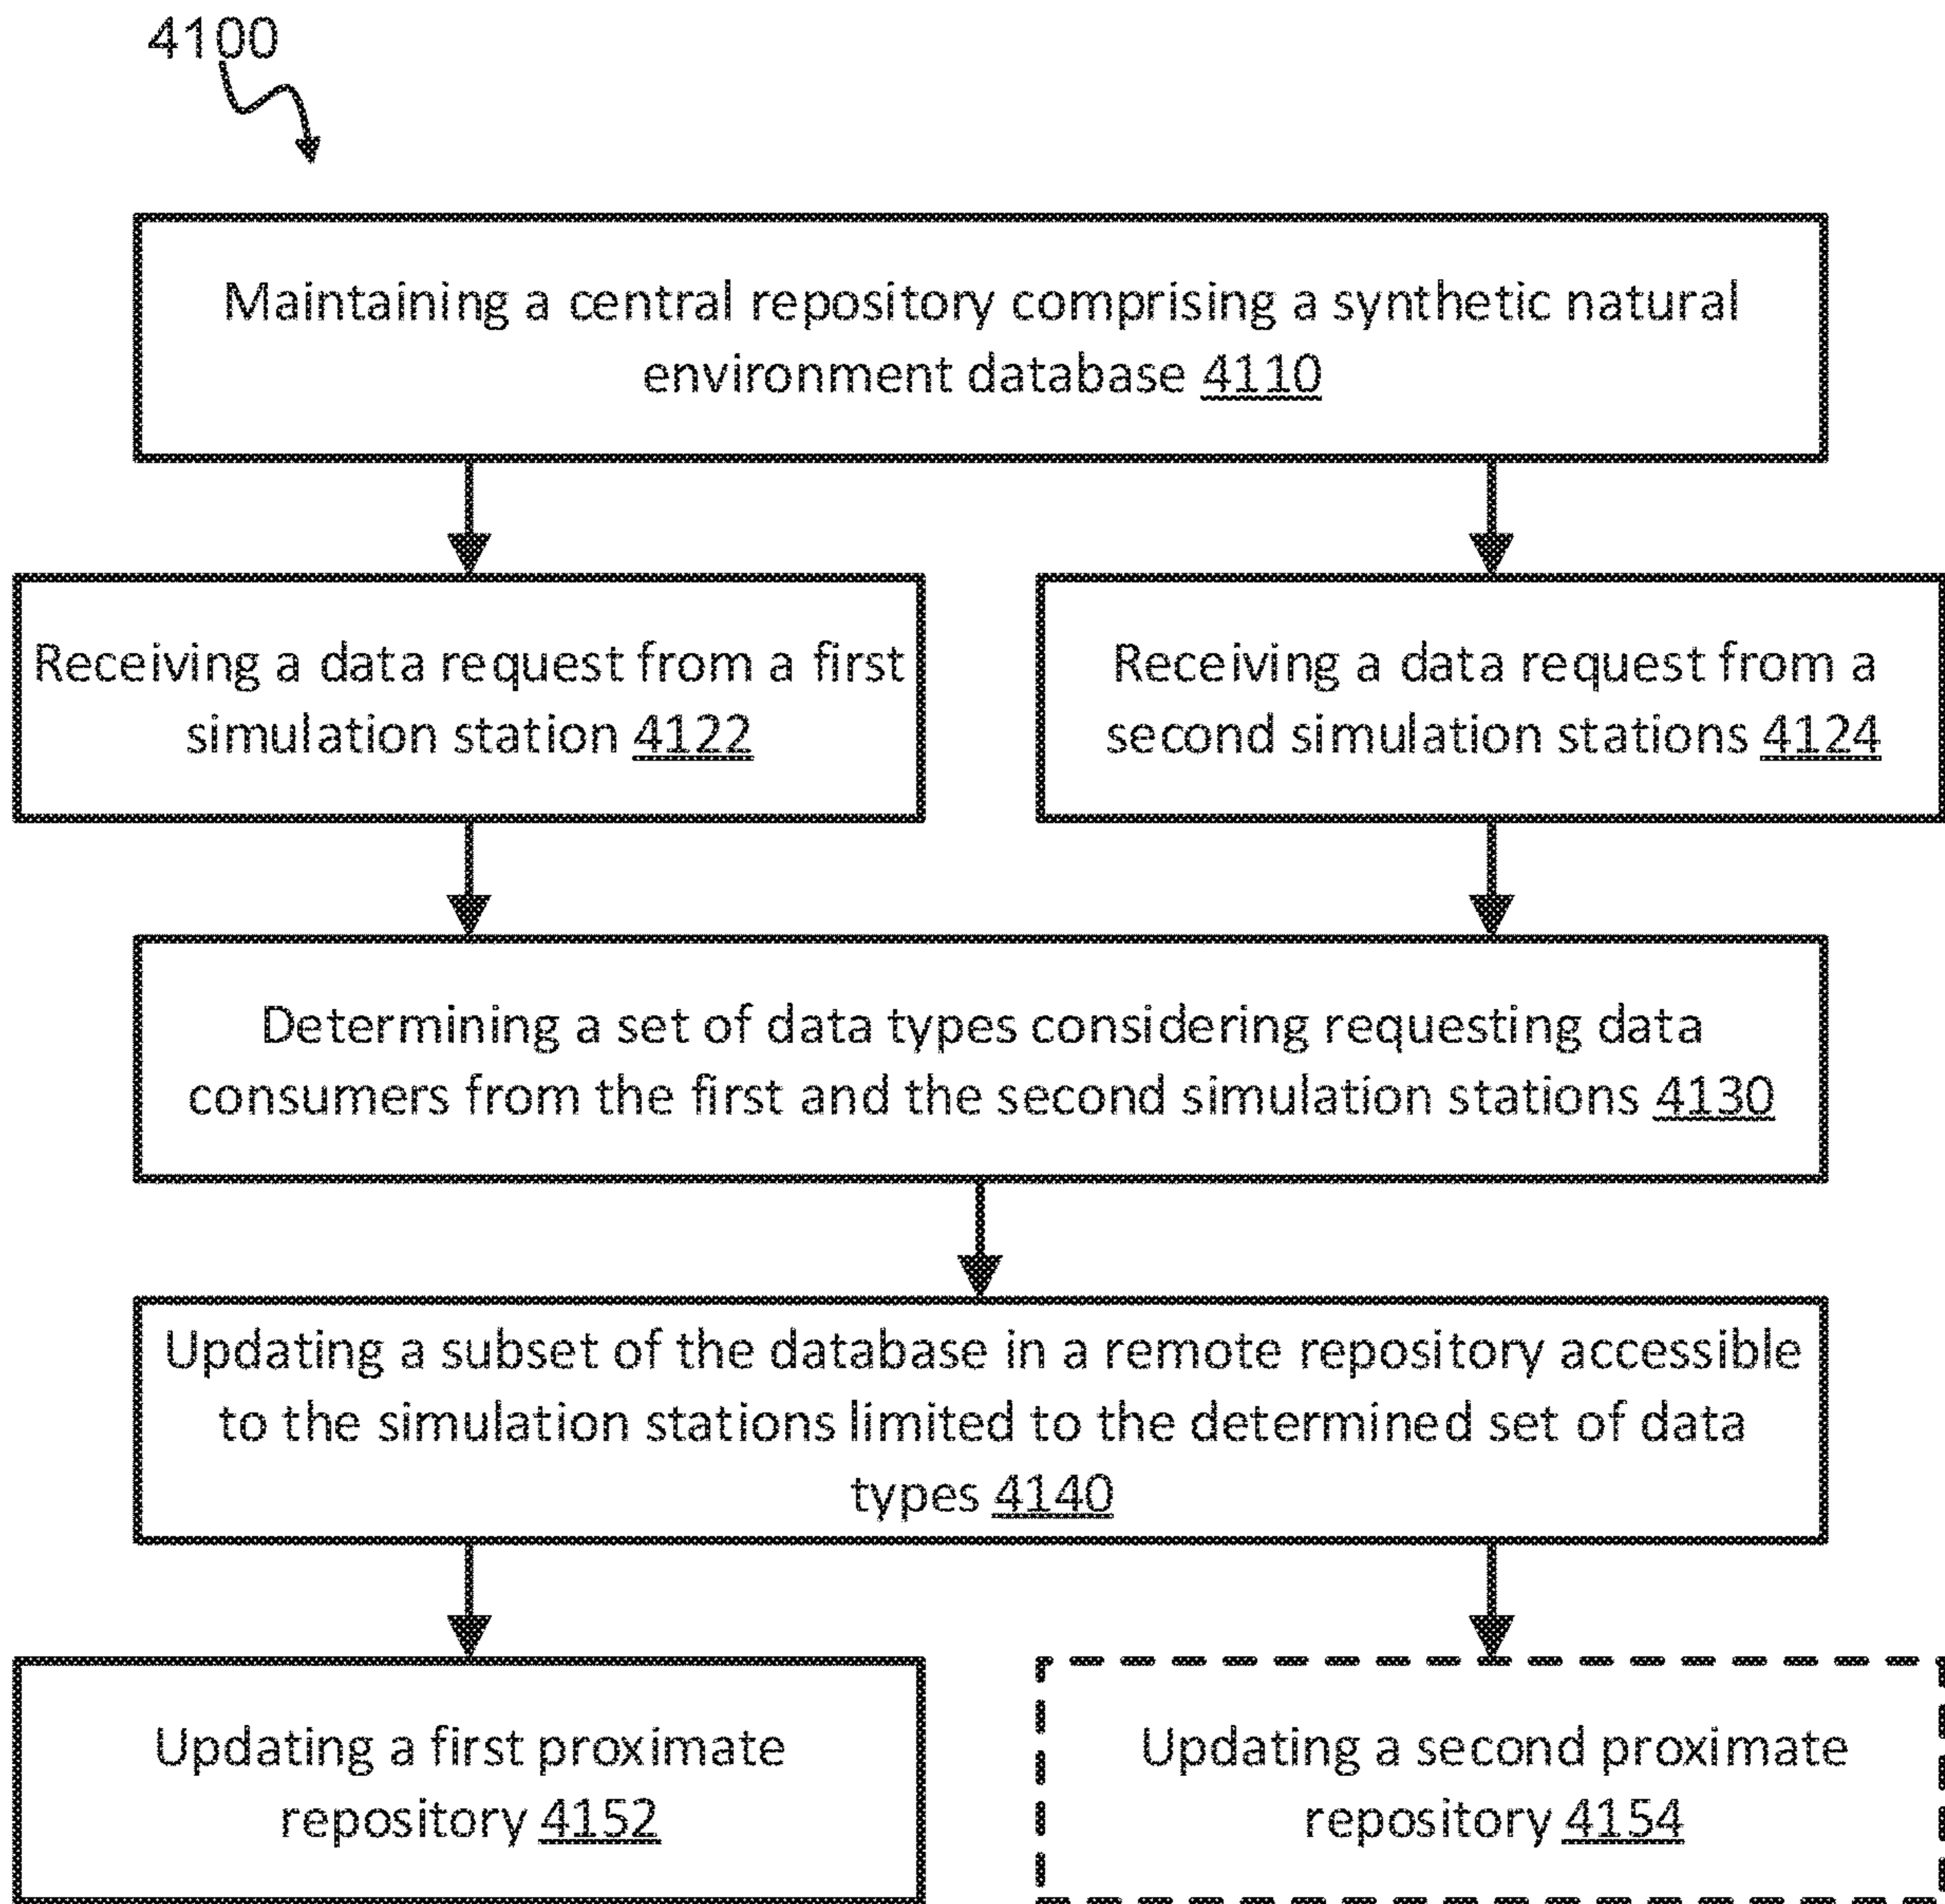 4100
Maintaining a central repository comprising a synthetic natural
environment database 4110
Receiving a data request from a first
simulation station 4122
Receiving a data request from a
second simulation stations 4124
Determining a set of data types considering requesting data
consumers from the first and the second simulation stations 4130
Updating a subset of the database in a remote repository accessible
to the simulation stations limited to the determined set of data
types 4140
Updating a first proximate
repository 4152
Updating a second proximate
repository 4154